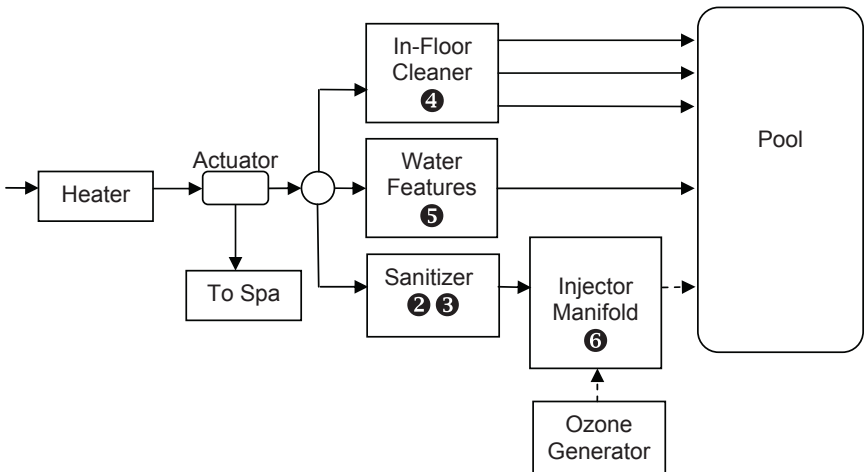 In-Floor
Cleaner
❹
Pool
Actuator
Heater
Water
Features
❺
To Spa
Sanitizer
❷ ❸
Injector
Manifold
❻
Ozone
Generator